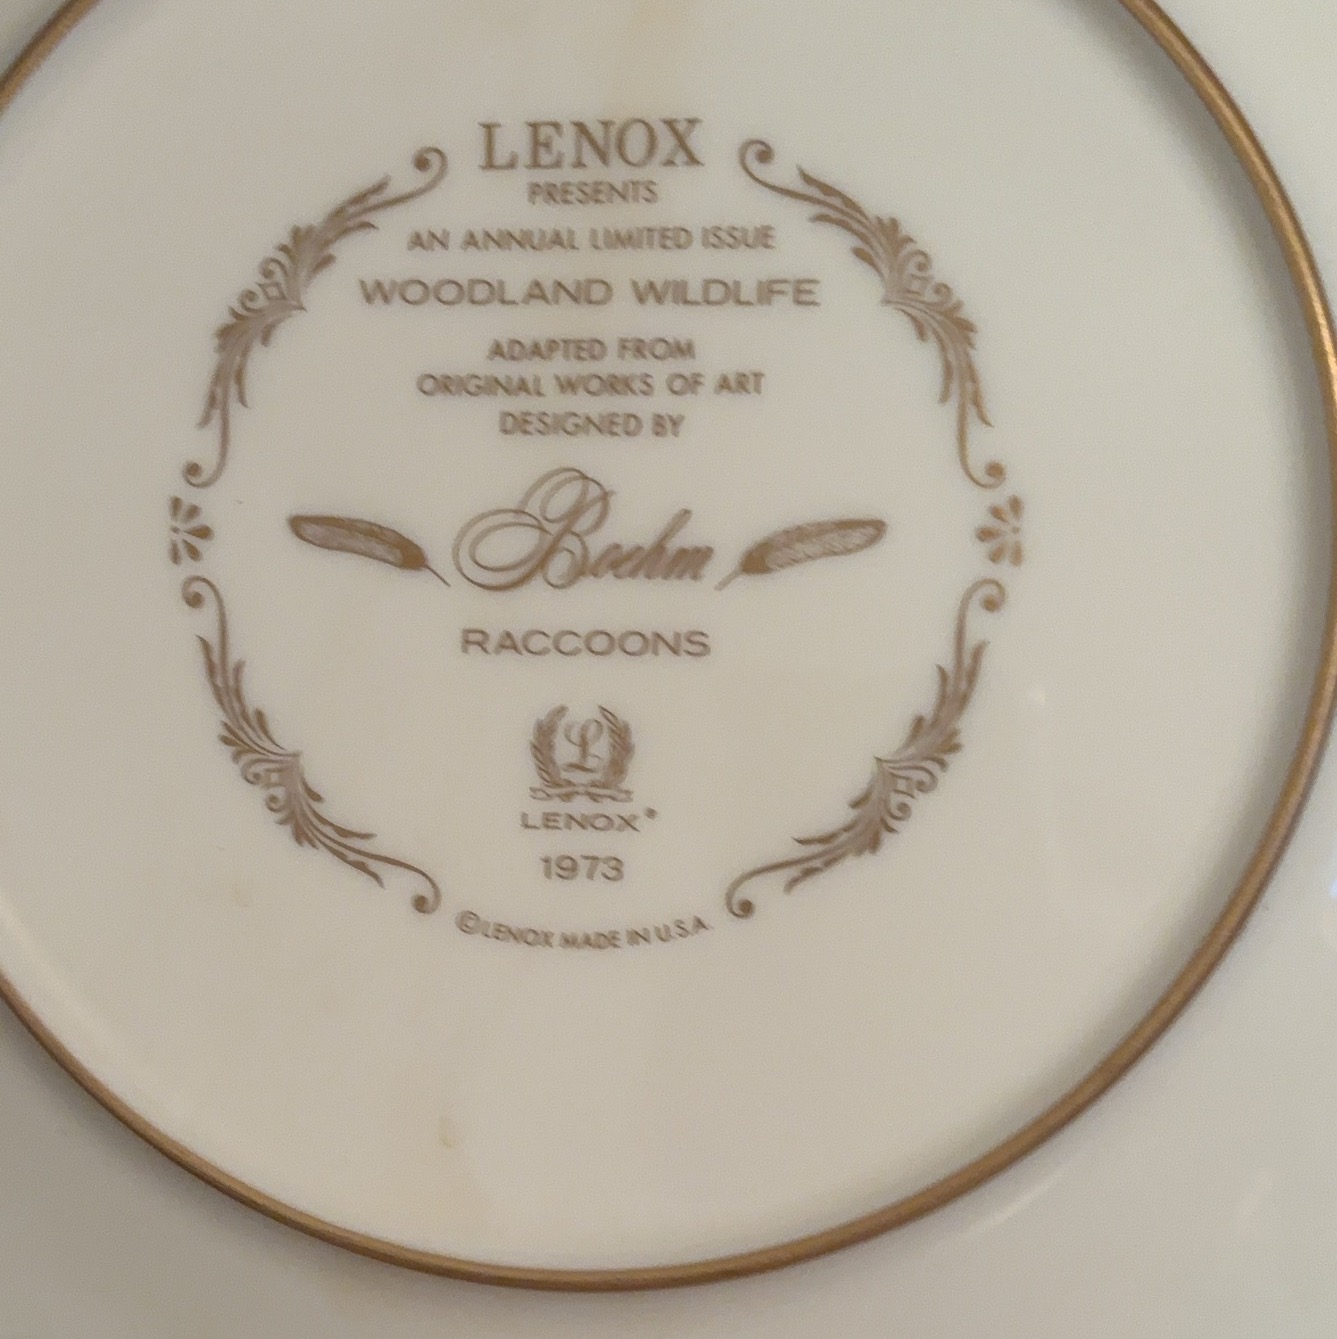 LENOX
PRESENTS
AN ANNUAL LIMITED ISSUE
WOODLAND WILDLIFE
ADAPTED FROM
ORIGINAL WORKS OF ART
DESIGNED BY
Boehm
RACCOONS
L
LENOX®
1973
©LENOX MADE IN U.S.A.